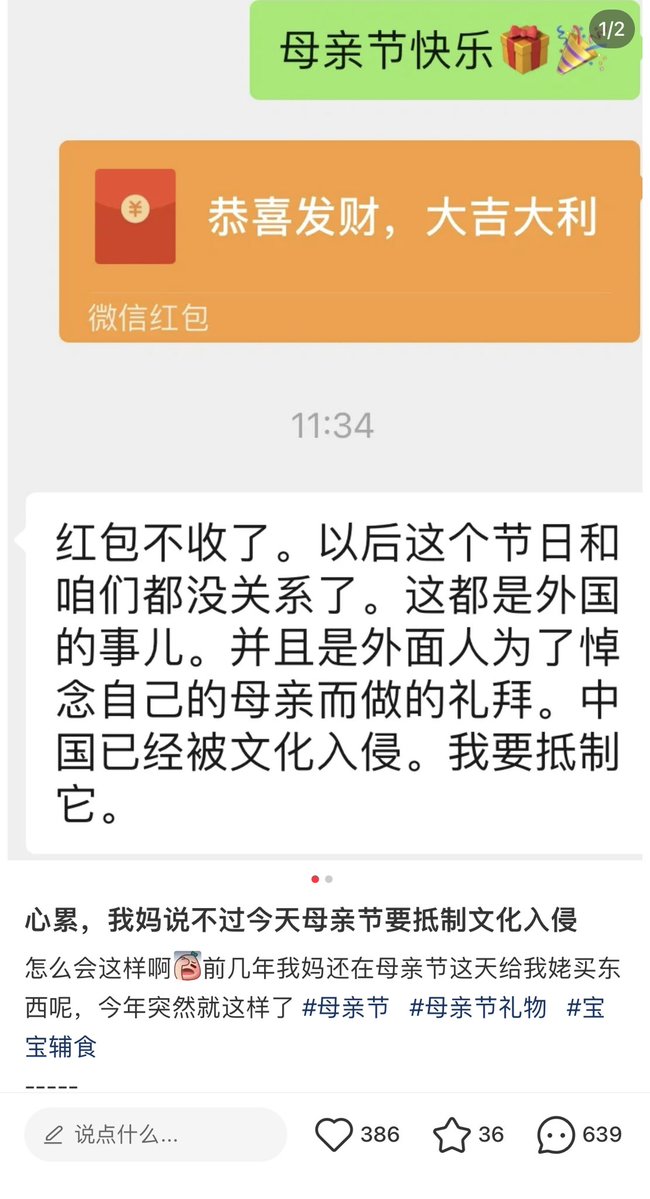 1/2
母亲节快乐🎁🎉
恭喜发财，大吉大利
微信红包
11:34
红包不收了。以后这个节日和
咱们都没关系了。这都是外国
的事儿。并且是外面人为了悼
念自己的母亲而做的礼拜。中
国已经被文化入侵。我要抵制
它。
心累，我妈说不过今天母亲节要抵制文化入侵
怎么会这样啊😭前几年我妈还在母亲节这天给我姥买东
西呢，今年突然就这样了 #母亲节 #母亲节礼物 #宝
宝辅食
-----
说点什么...
386
36
639